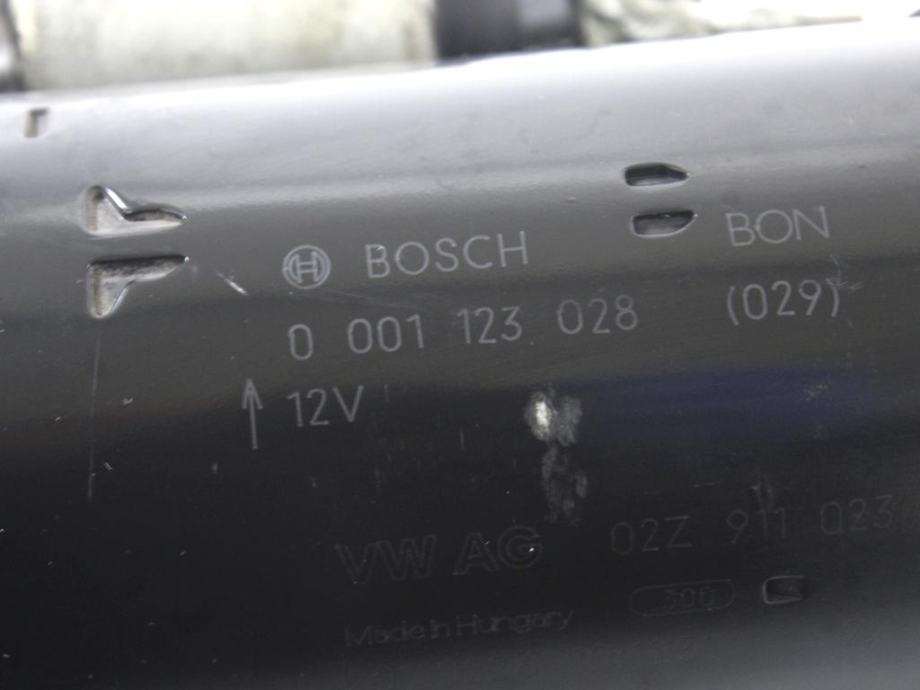 BOSCH BON
0 001 123 028 (029)
12V
VW AG 02Z 911 023
Made in Hungary